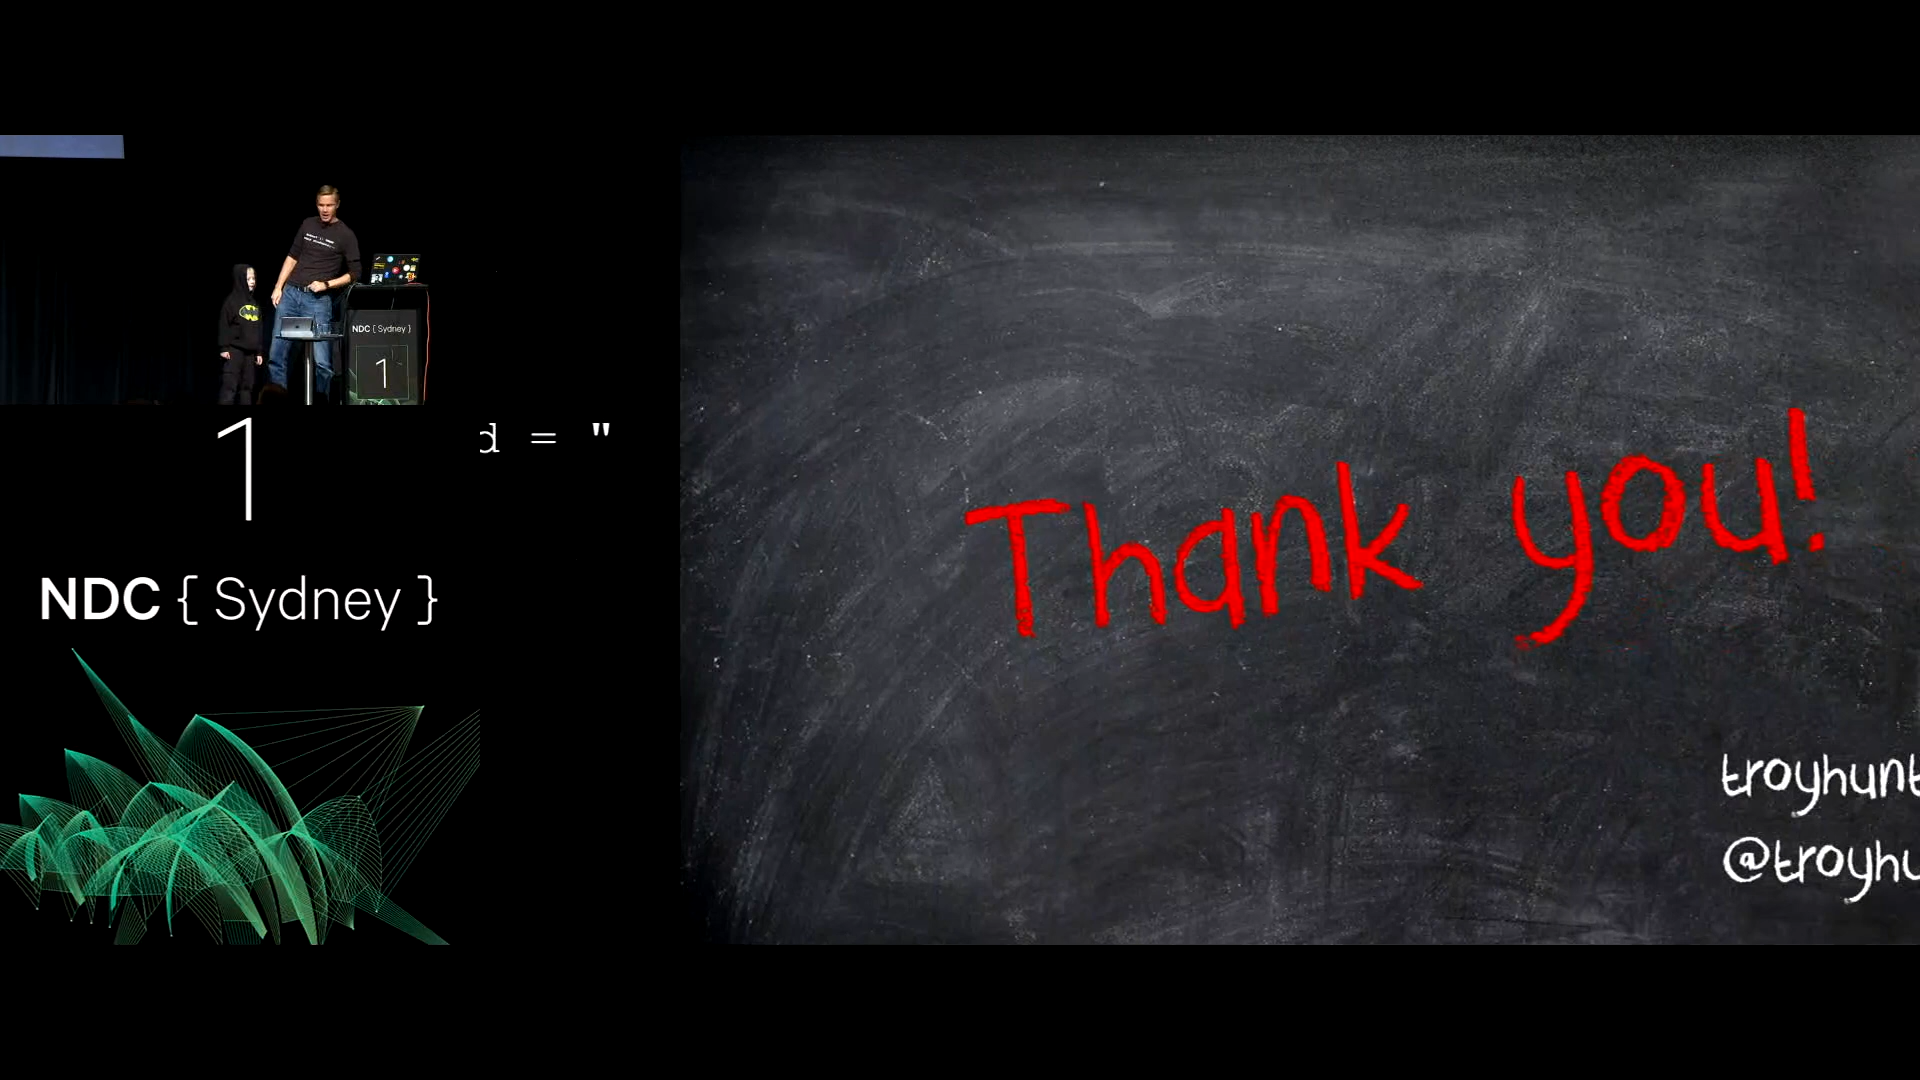 NDC { Sydney }
1
1
d = "
NDC { Sydney }
Thank you!
troyhunt
@troyhu